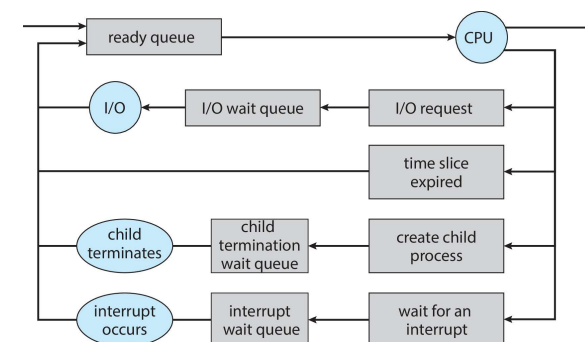 ready queue
CPU
I/O
I/O wait queue
I/O request
time slice
expired
child
terminates
child
termination
wait queue
create child
process
interrupt
occurs
interrupt
wait queue
wait for an
interrupt